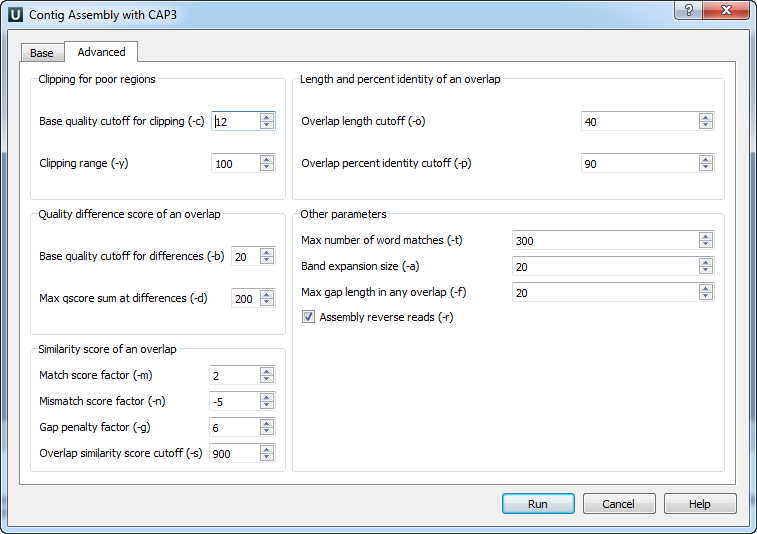 Contig Assembly with CAP3
Base
Advanced
Clipping for poor regions
Base quality cutoff for clipping (-c) 12
Clipping range (-y) 100
Length and percent identity of an overlap
Overlap length cutoff (-o) 40
Overlap percent identity cutoff (-p) 90
Quality difference score of an overlap
Base quality cutoff for differences (-b) 20
Max qscore sum at differences (-d) 200
Other parameters
Max number of word matches (-t) 300
Band expansion size (-a) 20
Max gap length in any overlap (-f) 20
Assembly reverse reads (-r)
Similarity score of an overlap
Match score factor (-m) 2
Mismatch score factor (-n) -5
Gap penalty factor (-g) 6
Overlap similarity score cutoff (-s) 900
Run
Cancel
Help